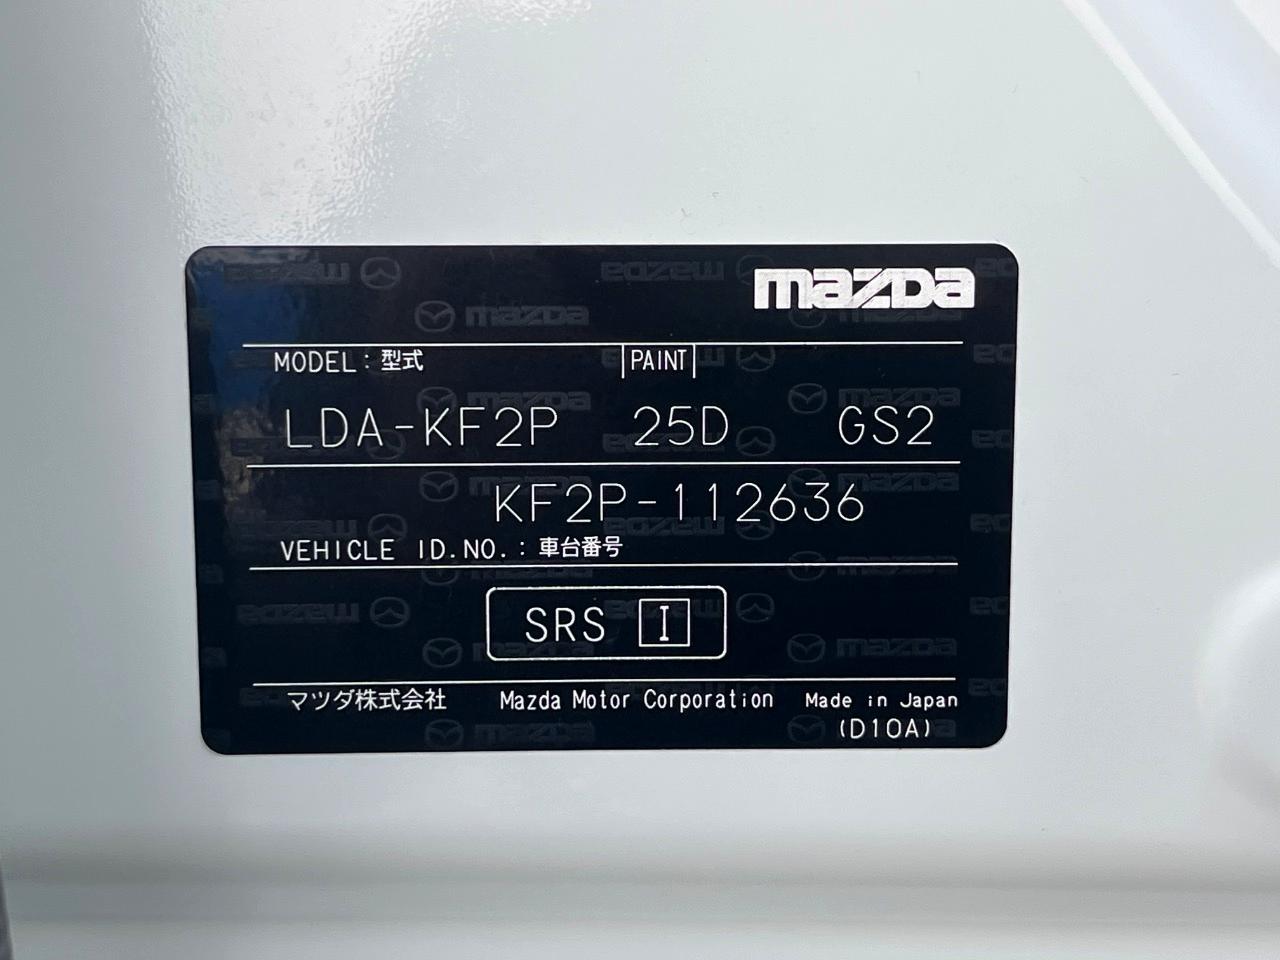 mazda
MODEL : 型式 PAINT
LDA-KF2P 25D GS2
KF2P-112636
VEHICLE ID.NO. : 車台番号
SRS I
マツダ株式会社 Mazda Motor Corporation Made in Japan
(D10A)